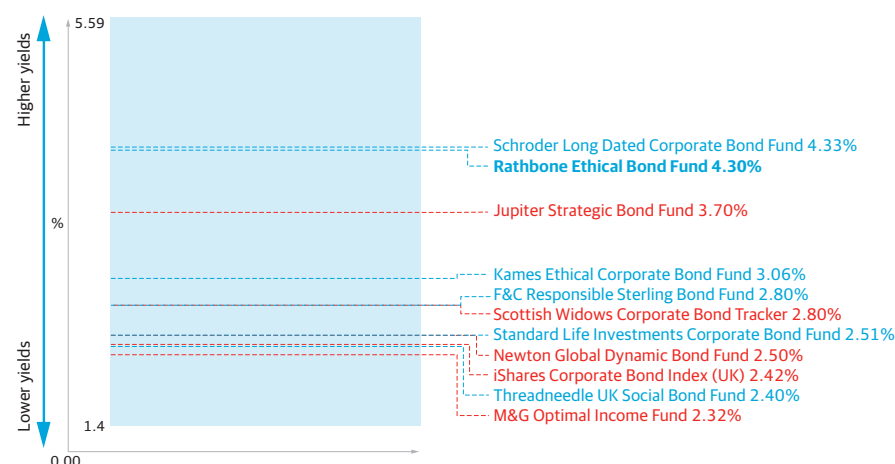 Higher yields
5.59
Schroder Long Dated Corporate Bond Fund 4.33%
Rathbone Ethical Bond Fund 4.30%
Jupiter Strategic Bond Fund 3.70%
%
Kames Ethical Corporate Bond Fund 3.06%
F&C Responsible Sterling Bond Fund 2.80%
Scottish Widows Corporate Bond Tracker 2.80%
Standard Life Investments Corporate Bond Fund 2.51%
Newton Global Dynamic Bond Fund 2.50%
iShares Corporate Bond Index (UK) 2.42%
Threadneedle UK Social Bond Fund 2.40%
M&G Optimal Income Fund 2.32%
Lower yields
1.4
0.00